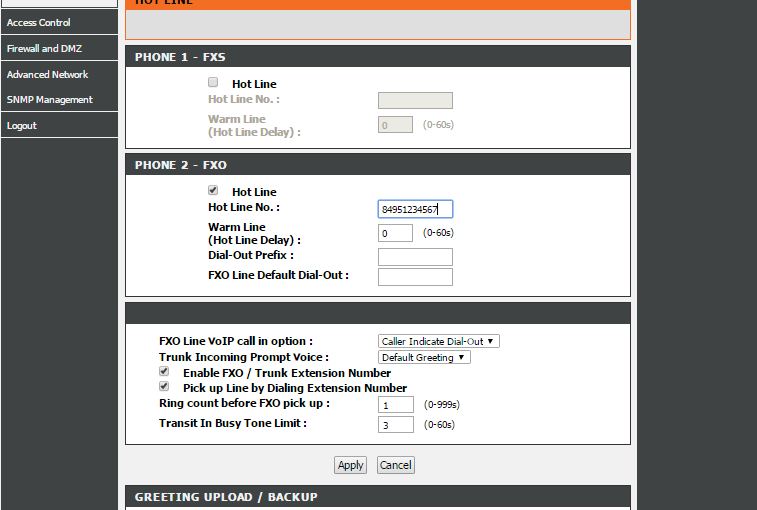 HOT LINE
Access Control
Firewall and DMZ
Advanced Network
SNMP Management
Logout
PHONE 1 - FXS
Hot Line
Hot Line No. :
Warm Line
(Hot Line Delay) : 0 (0-60s)
PHONE 2 - FXO
Hot Line
Hot Line No. : 84951234567
Warm Line
(Hot Line Delay) : 0 (0-60s)
Dial-Out Prefix :
FXO Line Default Dial-Out :
FXO Line VoIP call in option : Caller Indicate Dial-Out
Trunk Incoming Prompt Voice : Default Greeting
Enable FXO / Trunk Extension Number
Pick up Line by Dialing Extension Number
Ring count before FXO pick up : 1 (0-999s)
Transit In Busy Tone Limit : 3 (0-60s)
Apply Cancel
GREETING UPLOAD / BACKUP